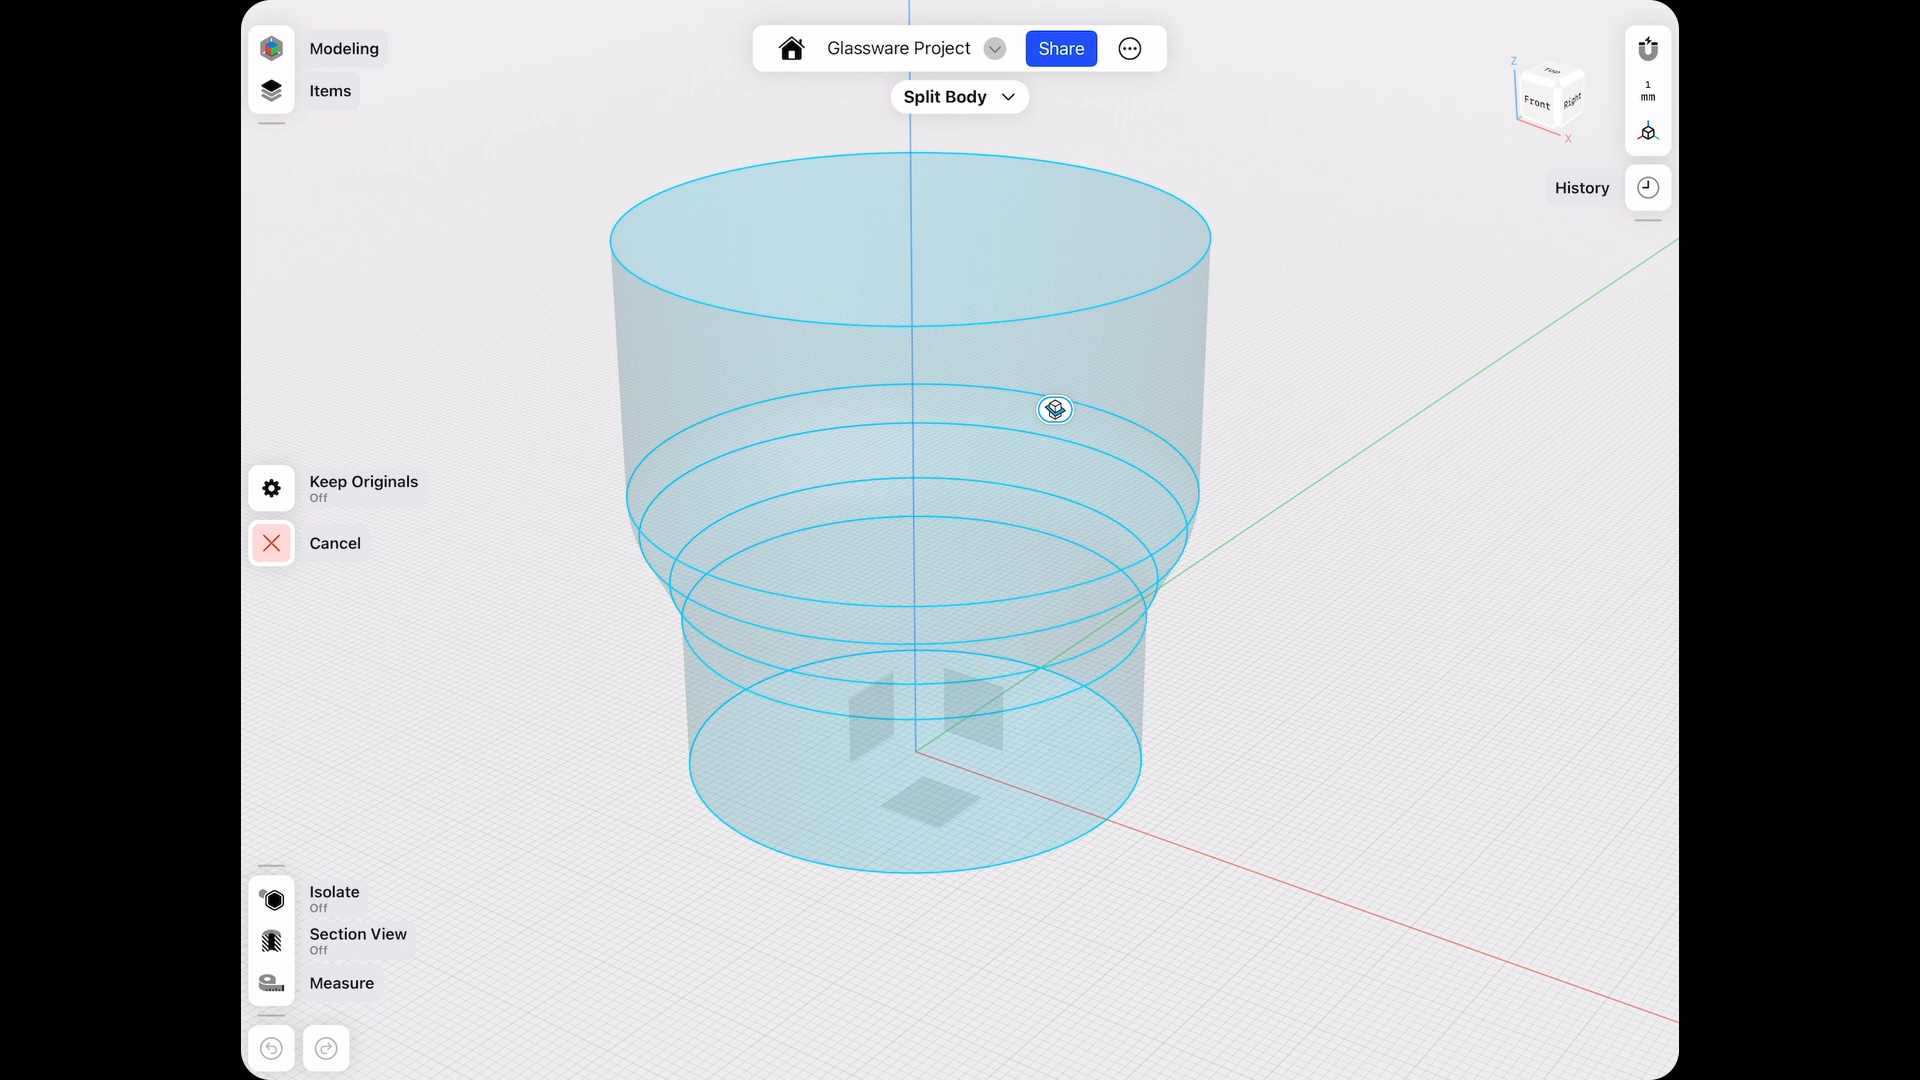 Modeling
Items
Glassware Project
Share
Split Body
Z
Top
Front
Right
X
1
mm
History
Keep Originals
Off
Cancel
Isolate
Off
Section View
Off
Measure